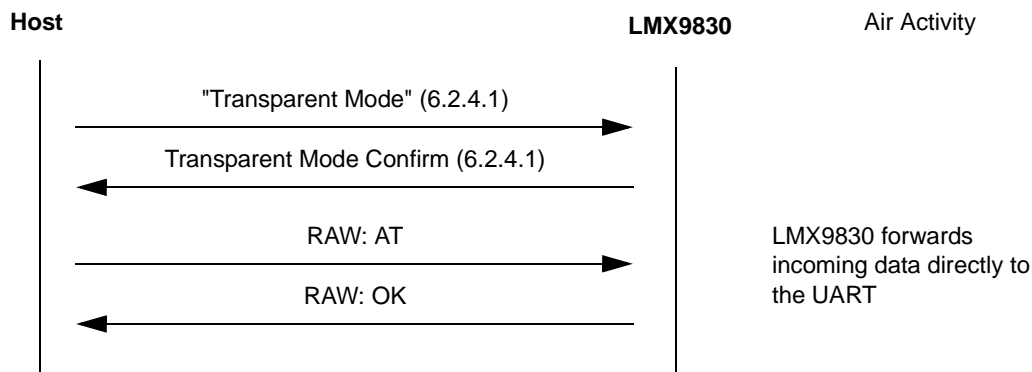 Host
LMX9830
Air Activity
"Transparent Mode" (6.2.4.1)
Transparent Mode Confirm (6.2.4.1)
RAW: AT
LMX9830 forwards
incoming data directly to
the UART
RAW: OK